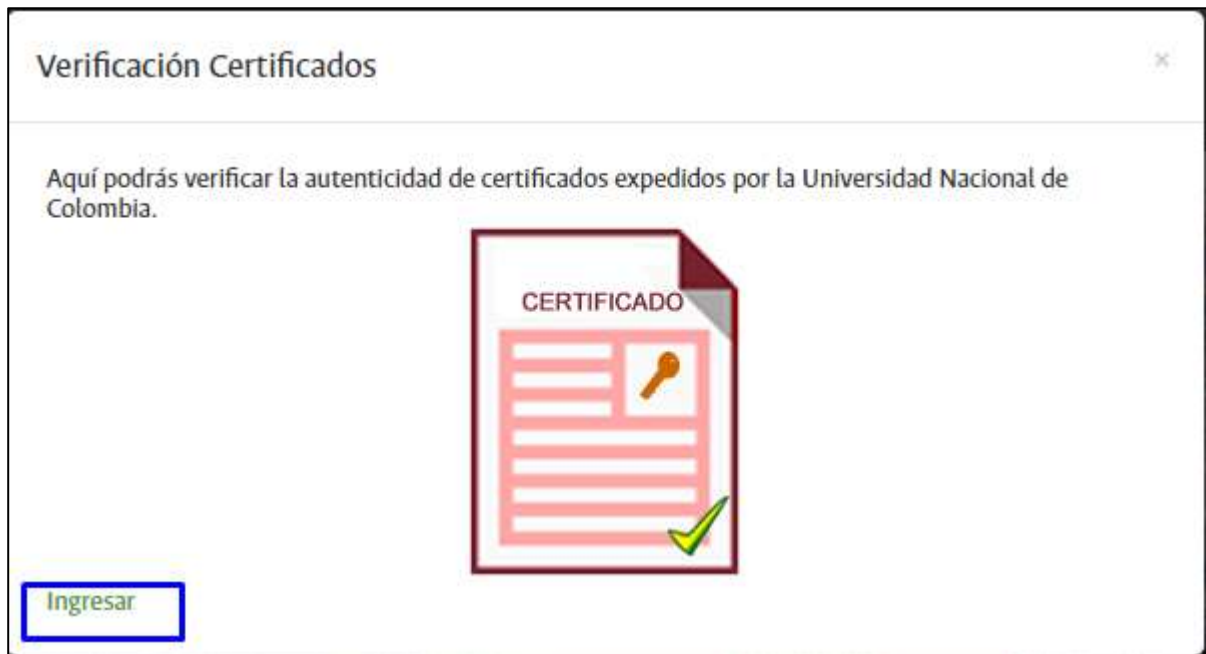 Verificación Certificados
×
Aquí podrás verificar la autenticidad de certificados expedidos por la Universidad Nacional de
Colombia.
CERTIFICADO
Ingresar